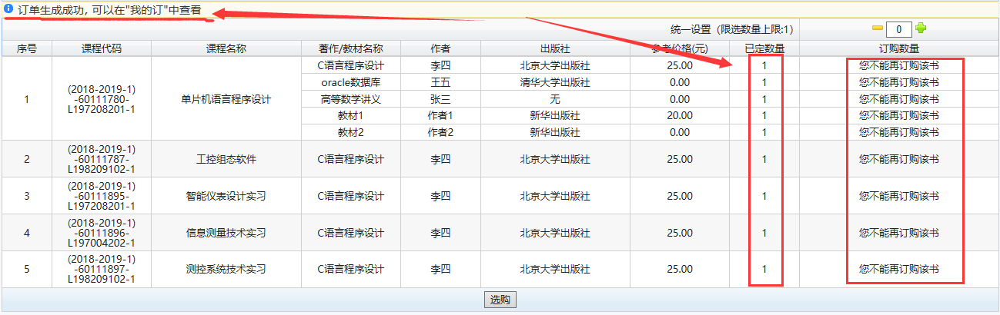 订单生成成功，可以在"我的订"中查看
统一设置（限选数量上限:1） 0
序号 课程代码 课程名称 著作/教材名称 作者 出版社 参考价格(元) 已定数量 订购数量
1 (2018-2019-1)-60111780-L197208201-1 单片机语言程序设计 C语言程序设计 李四 北京大学出版社 25.00 1 您不能再订购该书
oracle数据库 王五 清华大学出版社 0.00 1 您不能再订购该书
高等数学讲义 张三 无 0.00 1 您不能再订购该书
教材1 作者1 新华出版社 20.00 1 您不能再订购该书
教材2 作者2 新华出版社 0.00 1 您不能再订购该书
2 (2018-2019-1)-60111787-L198209102-1 工控组态软件 C语言程序设计 李四 北京大学出版社 25.00 1 您不能再订购该书
3 (2018-2019-1)-60111895-L197208201-1 智能仪表设计实习 C语言程序设计 李四 北京大学出版社 25.00 1 您不能再订购该书
4 (2018-2019-1)-60111896-L197004202-1 信息测量技术实习 C语言程序设计 李四 北京大学出版社 25.00 1 您不能再订购该书
5 (2018-2019-1)-60111897-L198209102-1 测控系统技术实习 C语言程序设计 李四 北京大学出版社 25.00 1 您不能再订购该书
选购